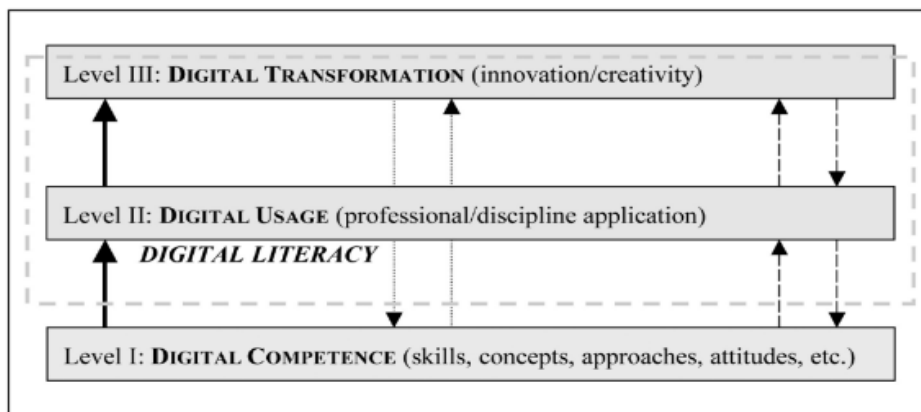 Level III: DIGITAL TRANSFORMATION (innovation/creativity)
Level II: DIGITAL USAGE (professional/discipline application)
DIGITAL LITERACY
Level I: DIGITAL COMPETENCE (skills, concepts, approaches, attitudes, etc.)